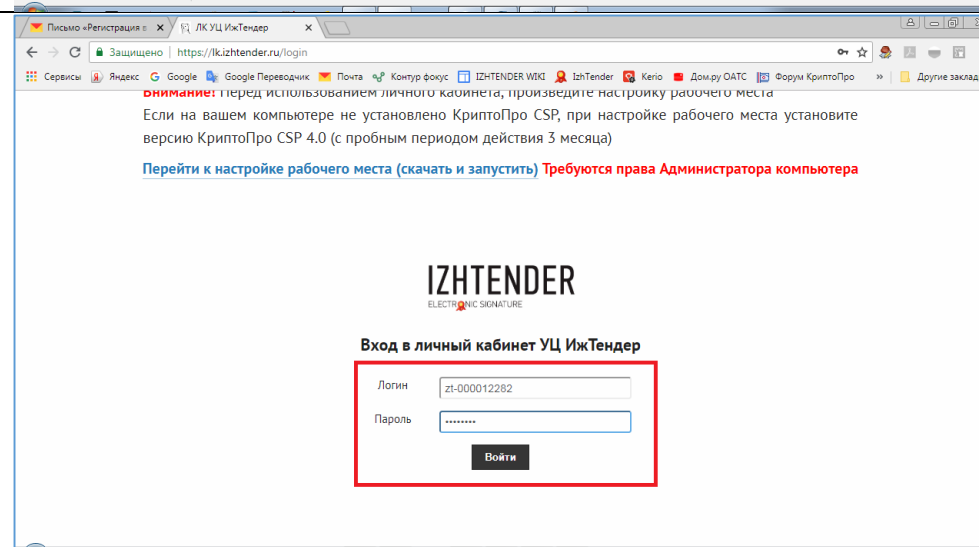 Письмо «Регистрация в
ЛК УЦ ИжТендер
Защищено | https://lk.izhtender.ru/login
Сервисы Яндекс Google Google Переводчик Почта Контур фокус IZHTENDER WIKI IzhTender Kerio Дом.ру ОАТС Форум КриптоПро » Другие заклад
Внимание! Перед использованием личного кабинета, произведите настройку рабочего места
Если на вашем компьютере не установлено КриптоПро CSP, при настройке рабочего места установите
версию КриптоПро CSP 4.0 (с пробным периодом действия 3 месяца)
Перейти к настройке рабочего места (скачать и запустить) Требуются права Администратора компьютера
IZHTENDER
ELECTRONIC SIGNATURE
Вход в личный кабинет УЦ ИжТендер
Логин
zt-000012282
Пароль
••••••••
Войти